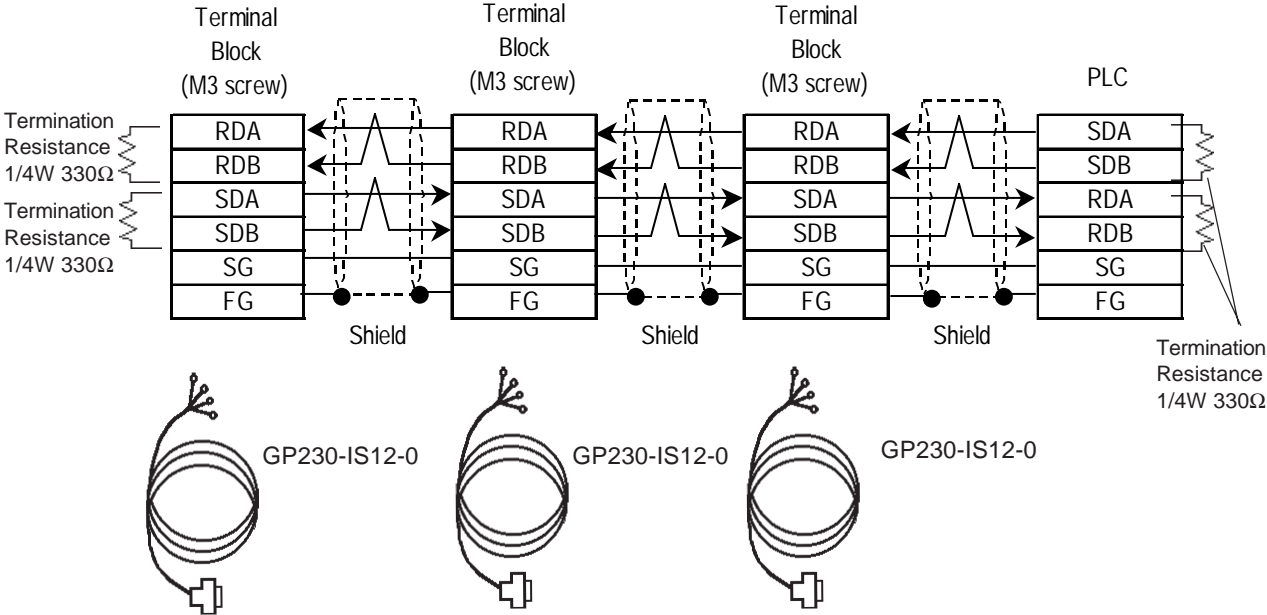 Terminal
Block
(M3 screw)
Terminal
Block
(M3 screw)
Terminal
Block
(M3 screw)
PLC
Termination
Resistance
1/4W 330Ω
Termination
Resistance
1/4W 330Ω
RDA
RDB
SDA
SDB
SG
FG
RDA
RDB
SDA
SDB
SG
FG
RDA
RDB
SDA
SDB
SG
FG
SDA
SDB
RDA
RDB
SG
FG
Shield
Shield
Shield
Termination
Resistance
1/4W 330Ω
GP230-IS12-0
GP230-IS12-0
GP230-IS12-0